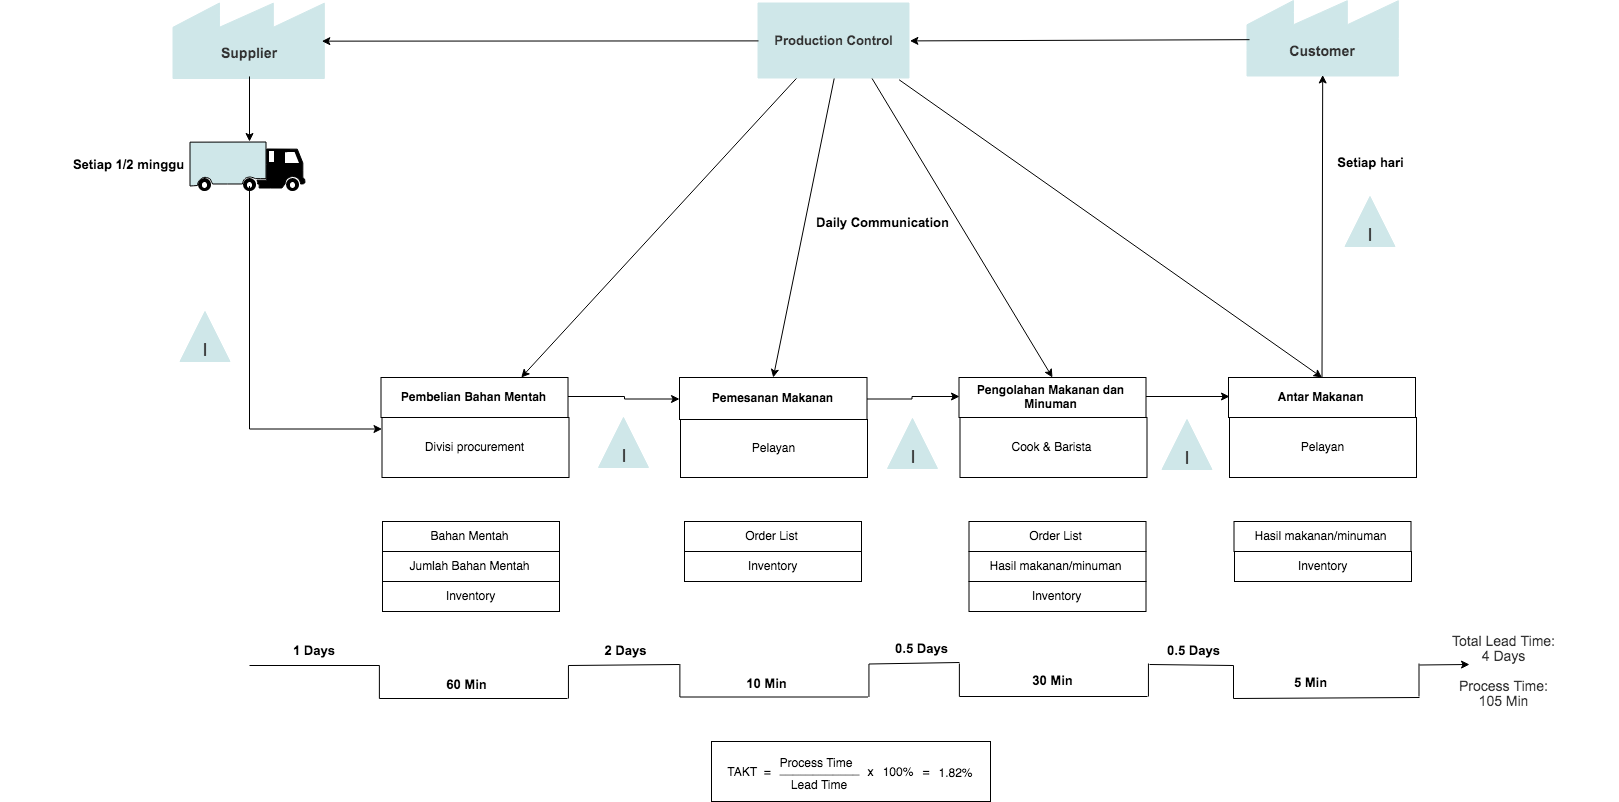 Supplier
Production Control
Customer
Setiap 1/2 minggu
Setiap hari
Daily Communication
I
I
Pembelian Bahan Mentah
Divisi procurement
I
Pemesanan Makanan
Pelayan
I
Pengolahan Makanan dan
Minuman
Cook & Barista
I
Antar Makanan
Pelayan
Bahan Mentah
Jumlah Bahan Mentah
Inventory
Order List
Inventory
Order List
Hasil makanan/minuman
Inventory
Hasil makanan/minuman
Inventory
1 Days
60 Min
2 Days
10 Min
0.5 Days
30 Min
0.5 Days
5 Min
Total Lead Time:
4 Days
Process Time:
105 Min
TAKT = Process Time
Lead Time
x 100% = 1.82%